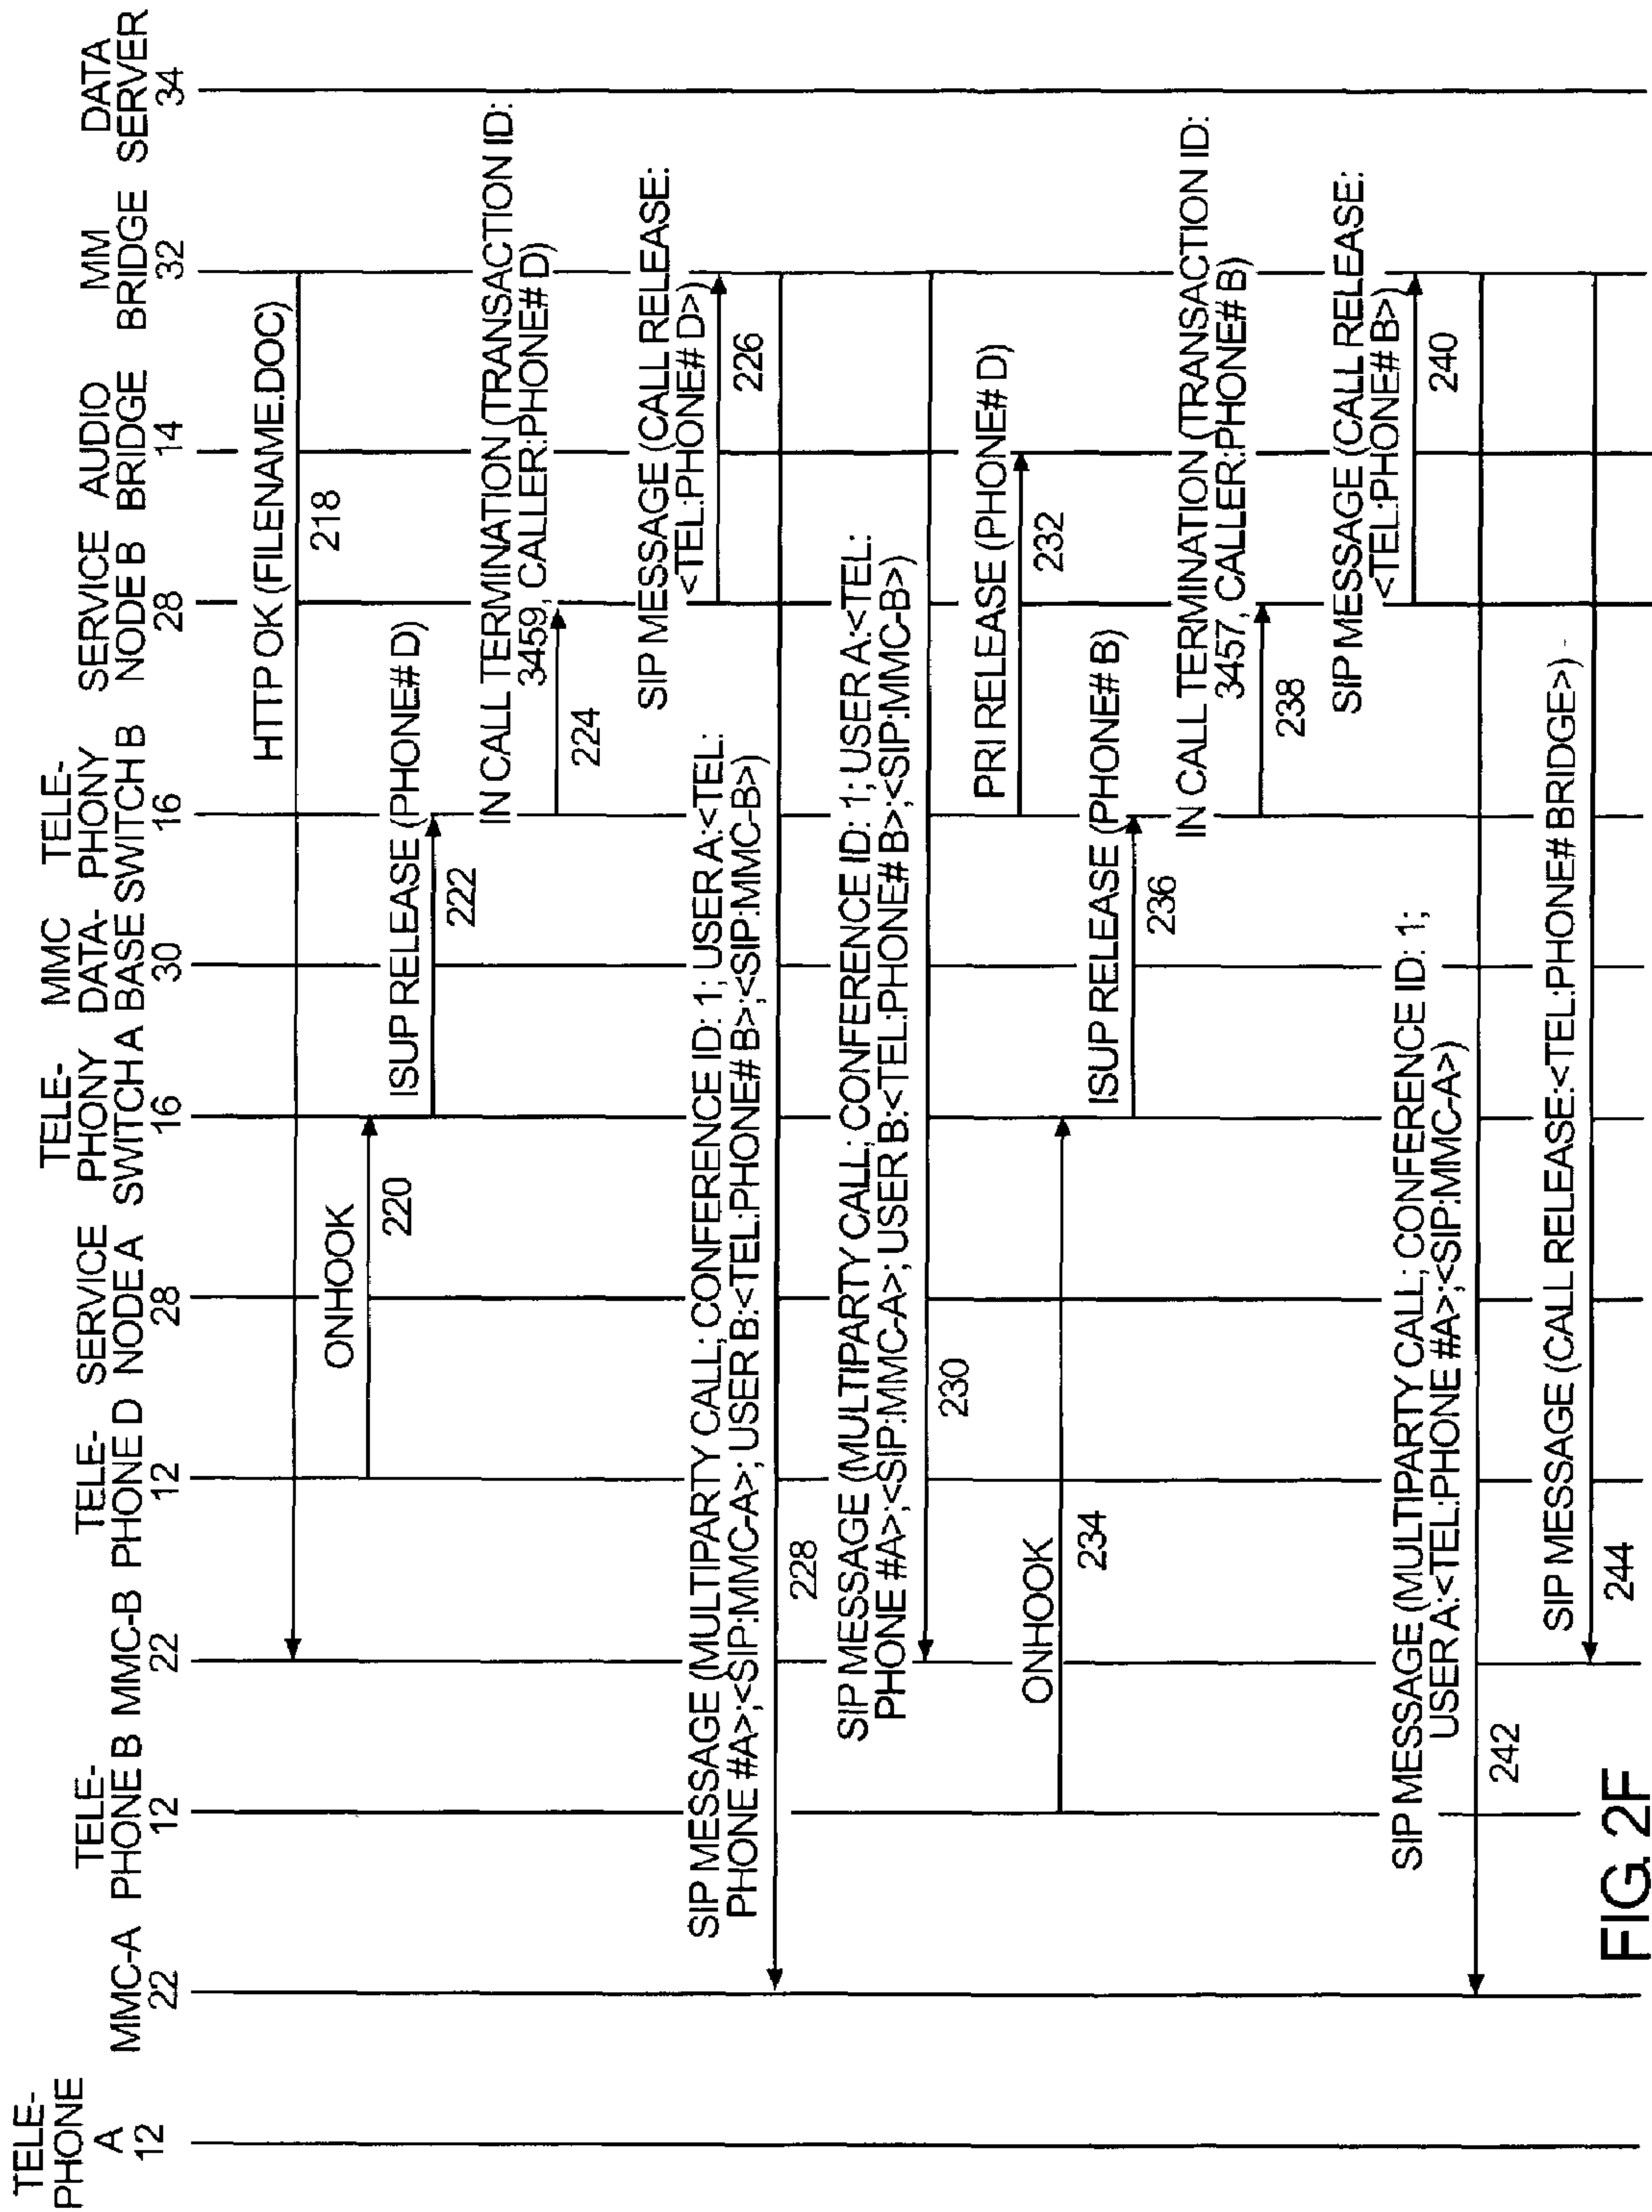 TELE-
PHONE
A
12
MMC-A
22
TELE-
PHONE B
12
MMC-B
22
TELE-
PHONE D
12
SERVICE
NODE A
28
TELE-
PHONY
SWITCH A
16
MMC
DATA-
BASE
30
TELE-
PHONY
SWITCH B
16
SERVICE
NODE B
28
AUDIO
BRIDGE
14
MM
BRIDGE
32
DATA
SERVER
34
HTTP OK (FILENAME.DOC)
218
ONHOOK
220
ISUP RELEASE (PHONE# D)
222
IN CALL TERMINATION (TRANSACTION ID:
3459, CALLER:PHONE# D)
224
SIP MESSAGE (CALL RELEASE:
<TEL:PHONE# D>)
226
SIP MESSAGE (MULTIPARTY CALL; CONFERENCE ID: 1; USER A:<TEL:
PHONE #A>;<SIP:MMC-A>; USER B:<TEL:PHONE# B>;<SIP:MMC-B>)
228
SIP MESSAGE (MULTIPARTY CALL; CONFERENCE ID: 1; USER A:<TEL:
PHONE #A>;<SIP:MMC-A>; USER B:<TEL:PHONE# B>;<SIP:MMC-B>)
230
PRI RELEASE (PHONE# D)
232
ONHOOK
234
ISUP RELEASE (PHONE# B)
236
IN CALL TERMINATION (TRANSACTION ID:
3457, CALLER:PHONE# B)
238
SIP MESSAGE (CALL RELEASE:
<TEL:PHONE# B>)
240
SIP MESSAGE (MULTIPARTY CALL; CONFERENCE ID: 1;
USER A:<TEL:PHONE #A>;<SIP:MMC-A>)
242
SIP MESSAGE (CALL RELEASE:<TEL:PHONE# BRIDGE>)
244
FIG. 2F